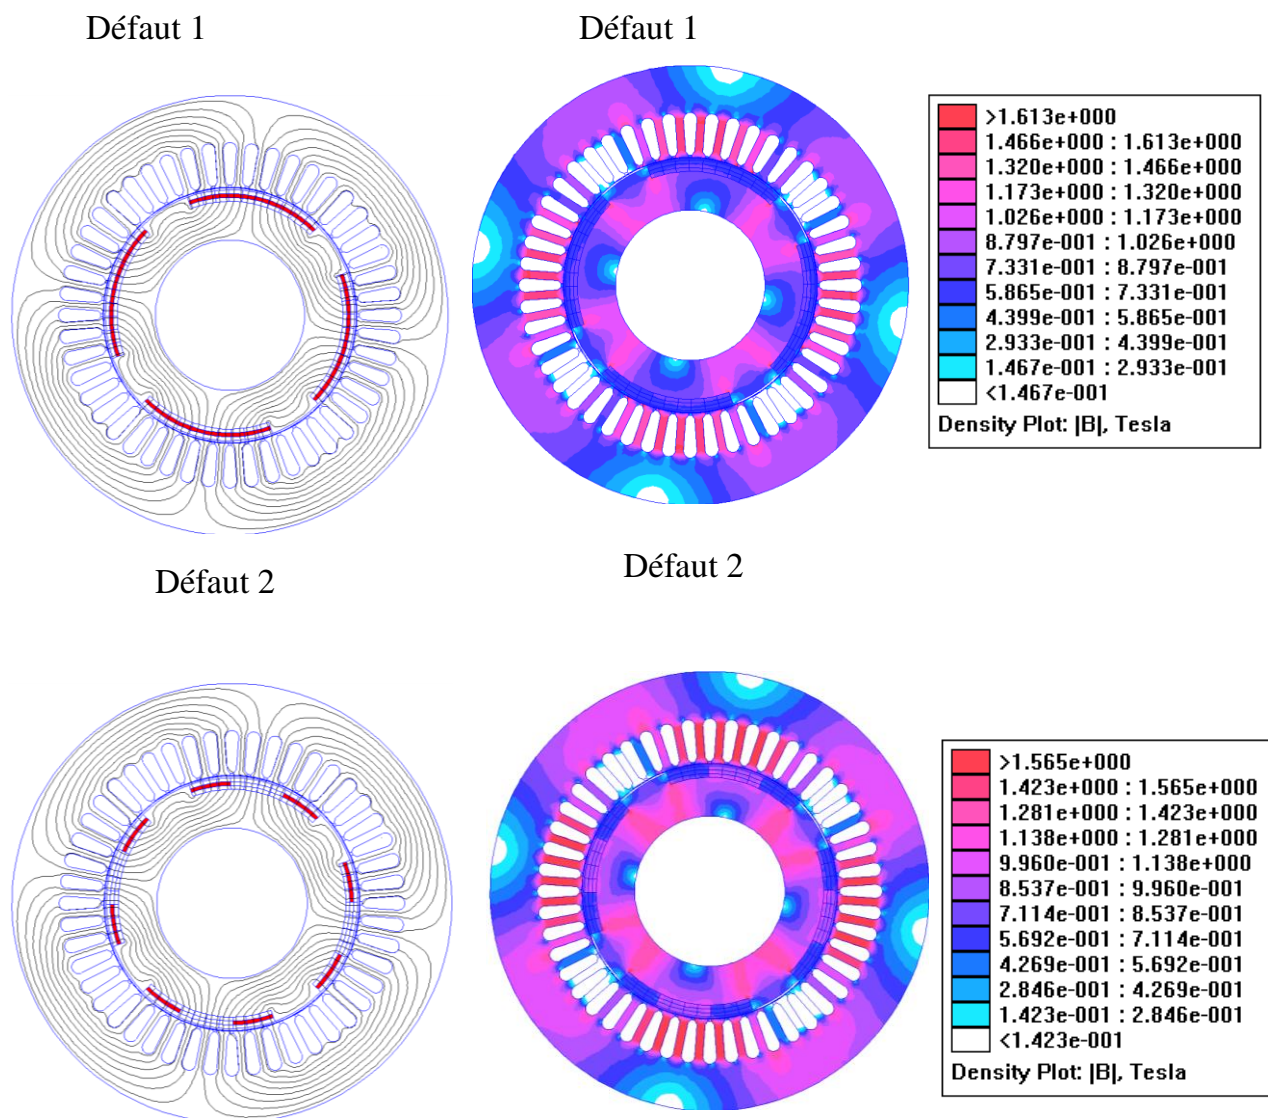 Défaut 1
Défaut 1
>1.613e+000
1.466e+000 : 1.613e+000
1.320e+000 : 1.466e+000
1.173e+000 : 1.320e+000
1.026e+000 : 1.173e+000
8.797e-001 : 1.026e+000
7.331e-001 : 8.797e-001
5.865e-001 : 7.331e-001
4.399e-001 : 5.865e-001
2.933e-001 : 4.399e-001
1.467e-001 : 2.933e-001
<1.467e-001
Density Plot: |B|, Tesla
Défaut 2
Défaut 2
>1.565e+000
1.423e+000 : 1.565e+000
1.281e+000 : 1.423e+000
1.138e+000 : 1.281e+000
9.960e-001 : 1.138e+000
8.537e-001 : 9.960e-001
7.114e-001 : 8.537e-001
5.692e-001 : 7.114e-001
4.269e-001 : 5.692e-001
2.846e-001 : 4.269e-001
1.423e-001 : 2.846e-001
<1.423e-001
Density Plot: |B|, Tesla